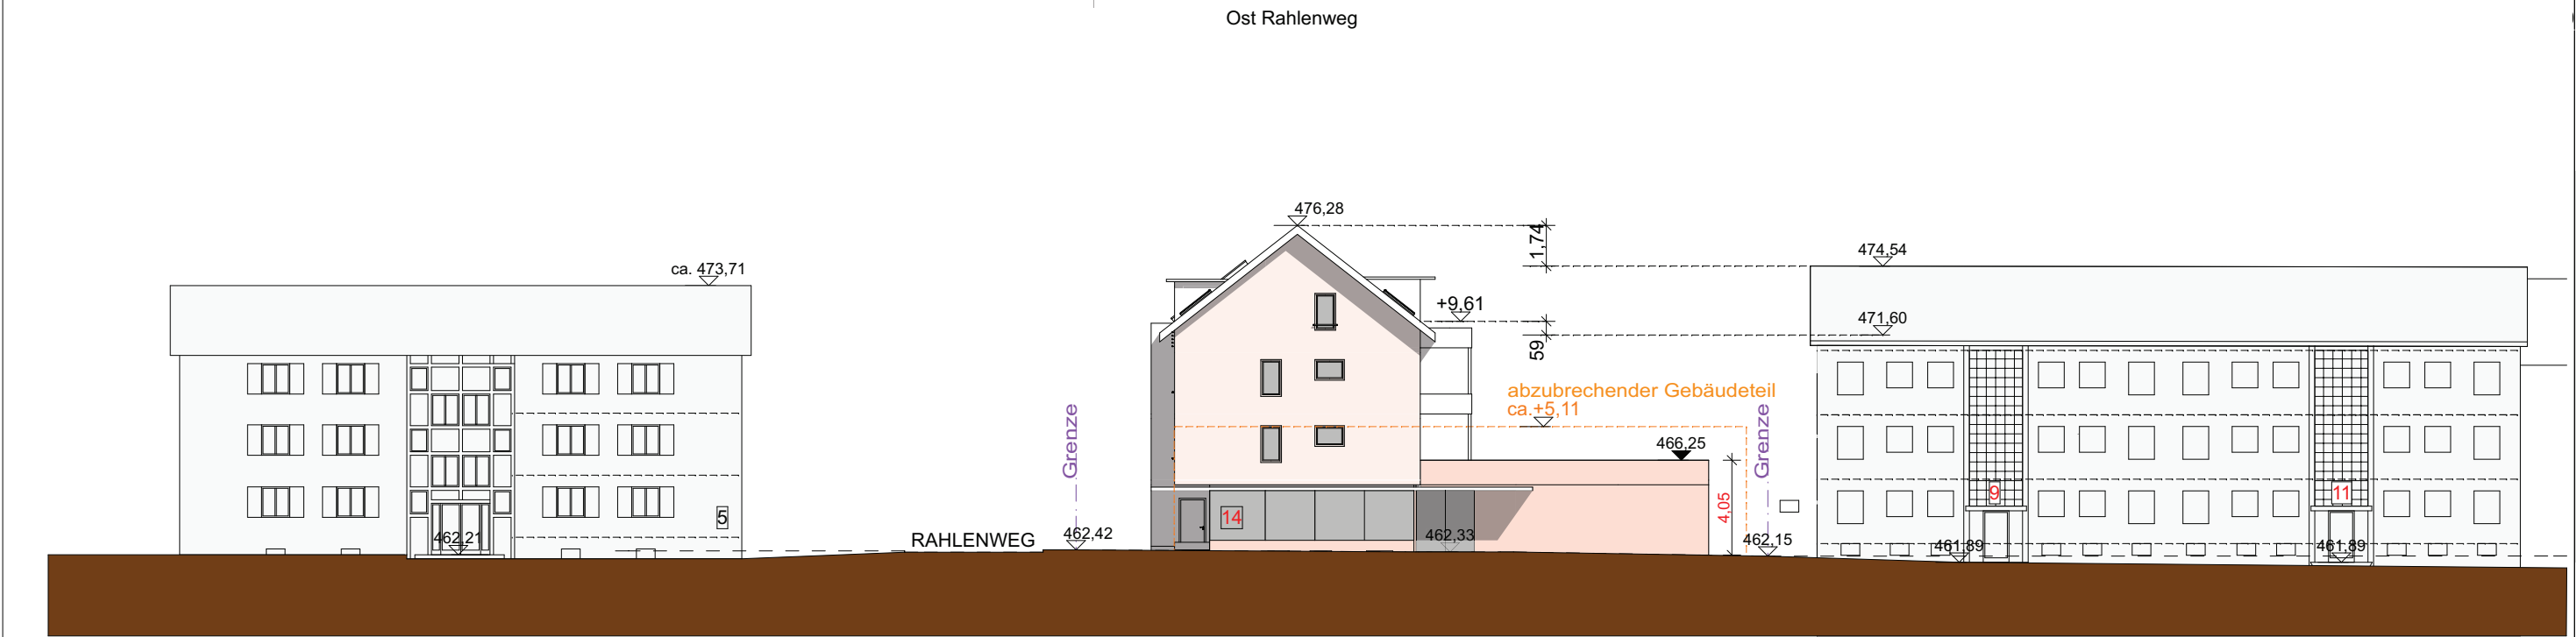 Ost Rahlenweg
476,28
1,74
474,54
ca. 473,71
+9,61
471,60
59
abzubrechender Gebäudeteil
ca.+5,11
Grenze
Grenze
466,25
4,05
5
14
9
11
462,21
RAHLENWEG
462,42
462,33
462,15
461,89
461,89